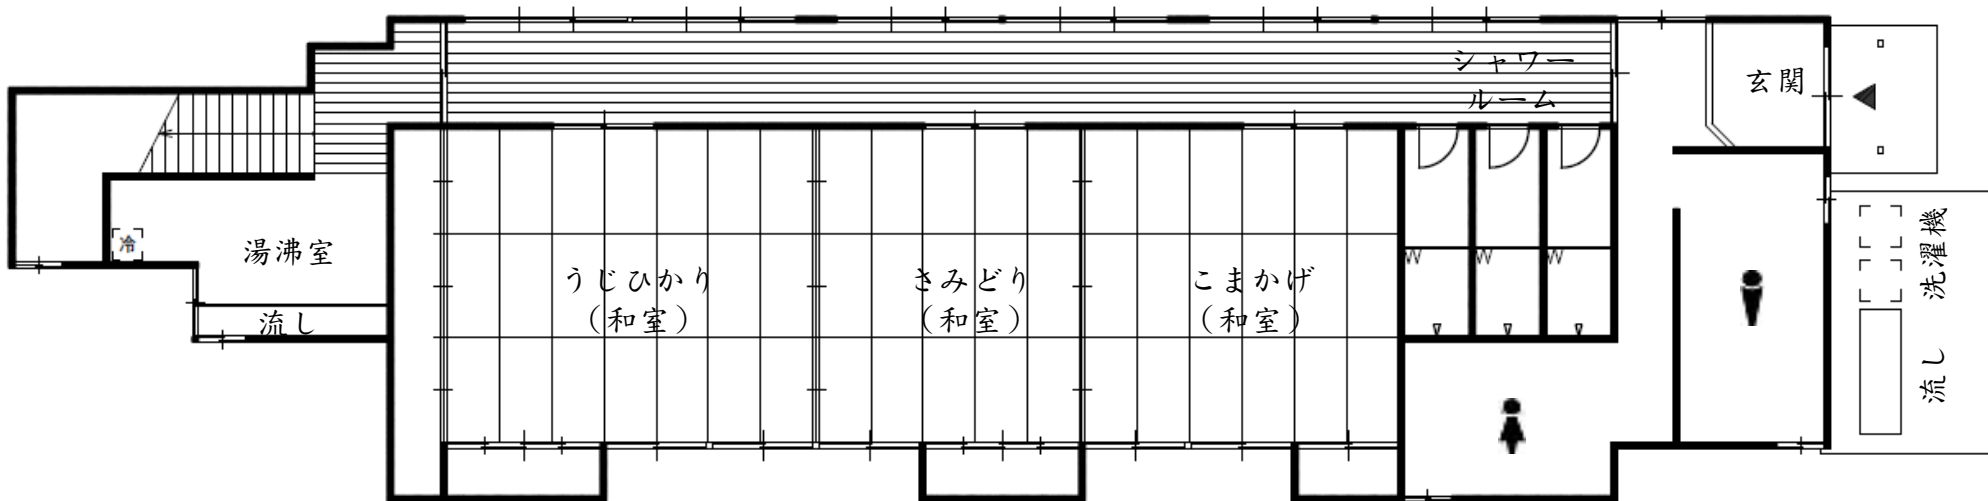 シャワー
ルーム
玄関
冷
湯沸室
流し
うじひかり
（和室）
さみどり
（和室）
こまかげ
（和室）
洗濯機
流し